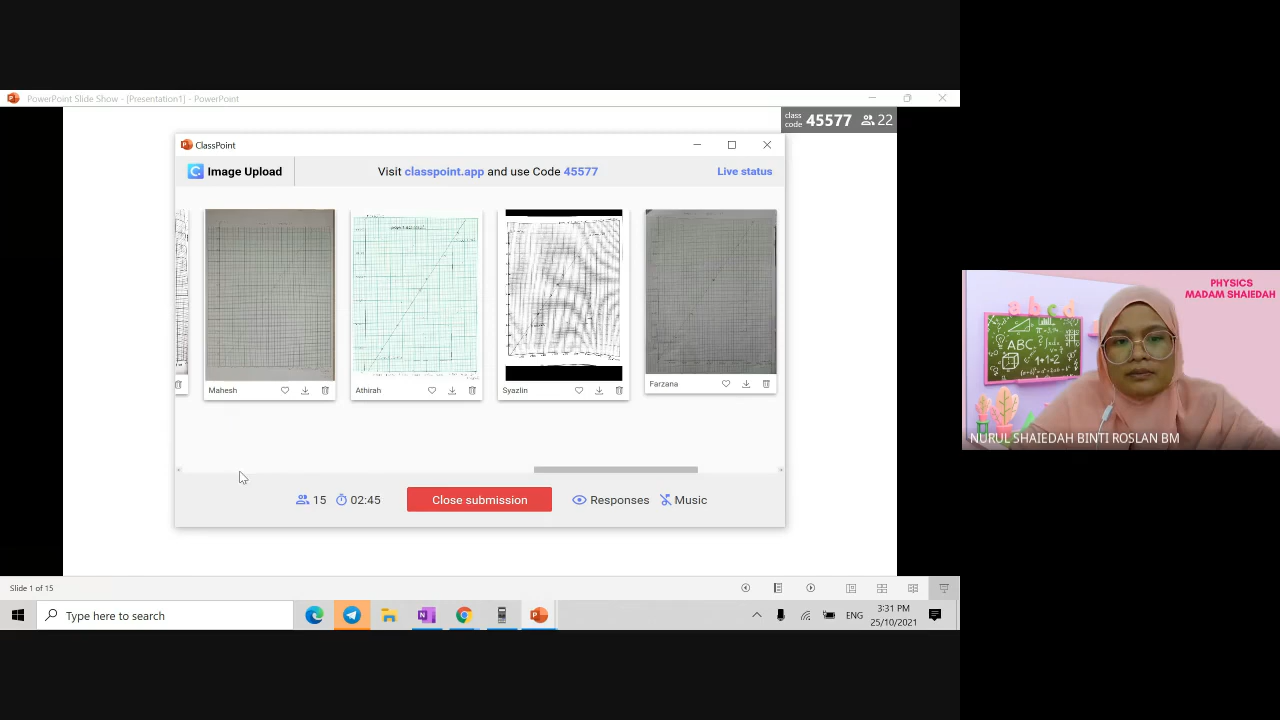 PowerPoint Slide Show - [Presentation1] - PowerPoint
class code 45577 22
ClassPoint
Image Upload
Visit classpoint.app and use Code 45577
Live status
Mahesh
Athirah
Syazlin
Farzana
15 02:45
Close submission
Responses
Music
Slide 1 of 15
Type here to search
ENG
3:31 PM
25/10/2021
PHYSICS
MADAM SHAIEDAH
a b c d
ABC
1+1=2
NURUL SHAIEDAH BINTI ROSLAN BM